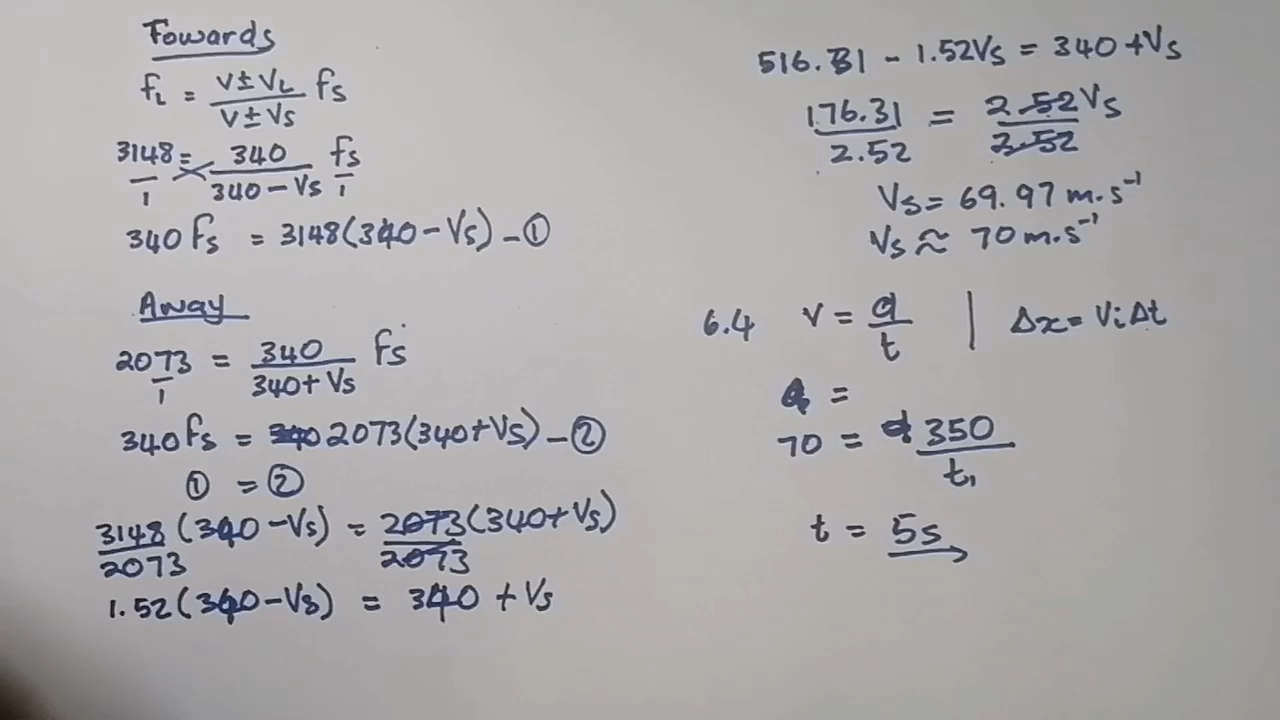 Towards
fL = V±VL / V±Vs fs
3148/1 = 340 / 340 - Vs fs/1
340 fs = 3148(340 - Vs) - ①
Away
2073/1 = 340 / 340 + Vs fs
340 fs = 2073(340 + Vs) - ②
① = ②
3148/2073 (340 - Vs) = 2073/2073 (340 + Vs)
1.52(340 - Vs) = 340 + Vs
516.31 - 1.52Vs = 340 + Vs
176.31 / 2.52 = 2.52Vs / 2.52
Vs = 69.97 m.s⁻¹
Vs ≈ 70 m.s⁻¹
6.4 V = d / t | Δx = Vi Δt
=
70 = 350 / t1
t = 5s